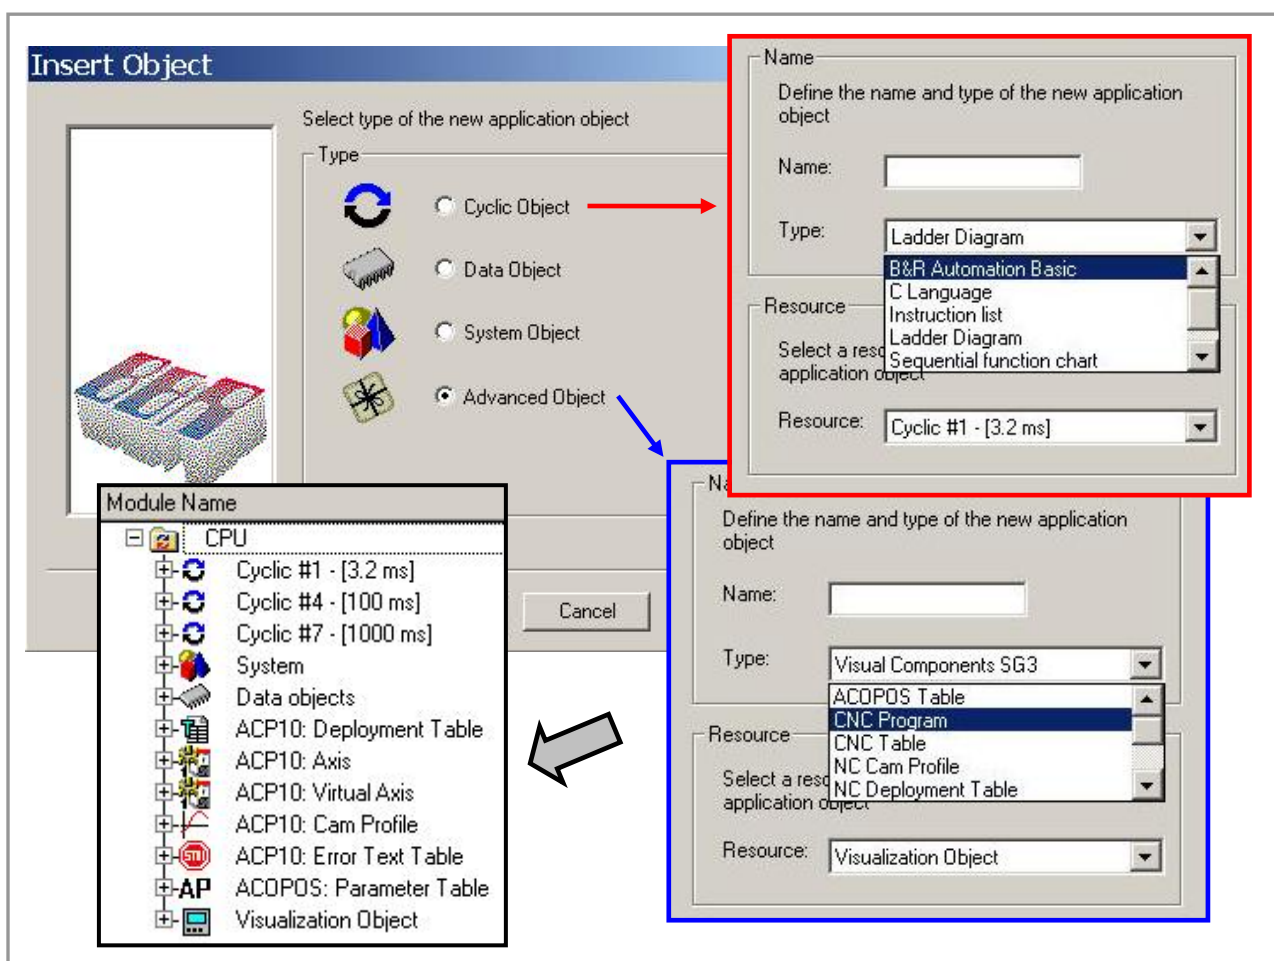 Insert Object
Select type of the new application object
Type
Cyclic Object
Data Object
System Object
Advanced Object
Cancel
Name
Define the name and type of the new application
object
Name:
Type:
Ladder Diagram
B&R Automation Basic
C Language
Instruction list
Ladder Diagram
Sequential function chart
Resource
Select a reso
application object
Resource:
Cyclic #1 - [3.2 ms]
Define the name and type of the new application
object
Name:
Type:
Visual Components SG3
ACOPOS Table
CNC Program
CNC Table
NC Cam Profile
NC Deployment Table
Resource
Select a reso
application object
Resource:
Visualization Object
Module Name
CPU
Cyclic #1 - [3.2 ms]
Cyclic #4 - [100 ms]
Cyclic #7 - [1000 ms]
System
Data objects
ACP10: Deployment Table
ACP10: Axis
ACP10: Virtual Axis
ACP10: Cam Profile
ACP10: Error Text Table
AP ACOPOS: Parameter Table
Visualization Object